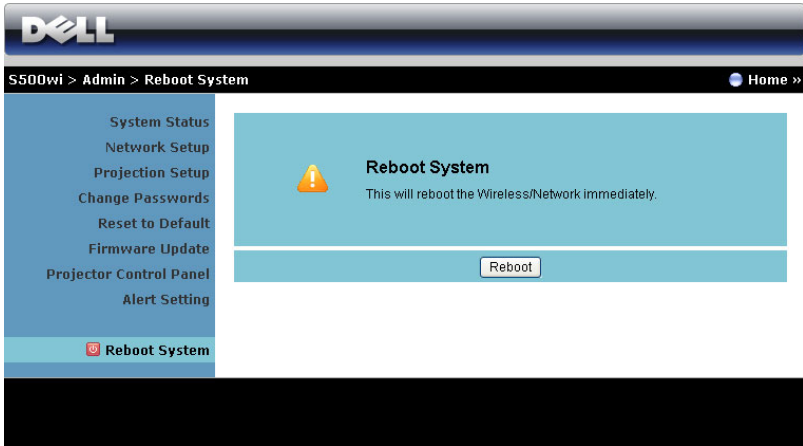 DELL
S500wi > Admin > Reboot System
Home »
System Status
Network Setup
Projection Setup
Change Passwords
Reset to Default
Firmware Update
Projector Control Panel
Alert Setting
Reboot System
Reboot System
This will reboot the Wireless/Network immediately.
Reboot